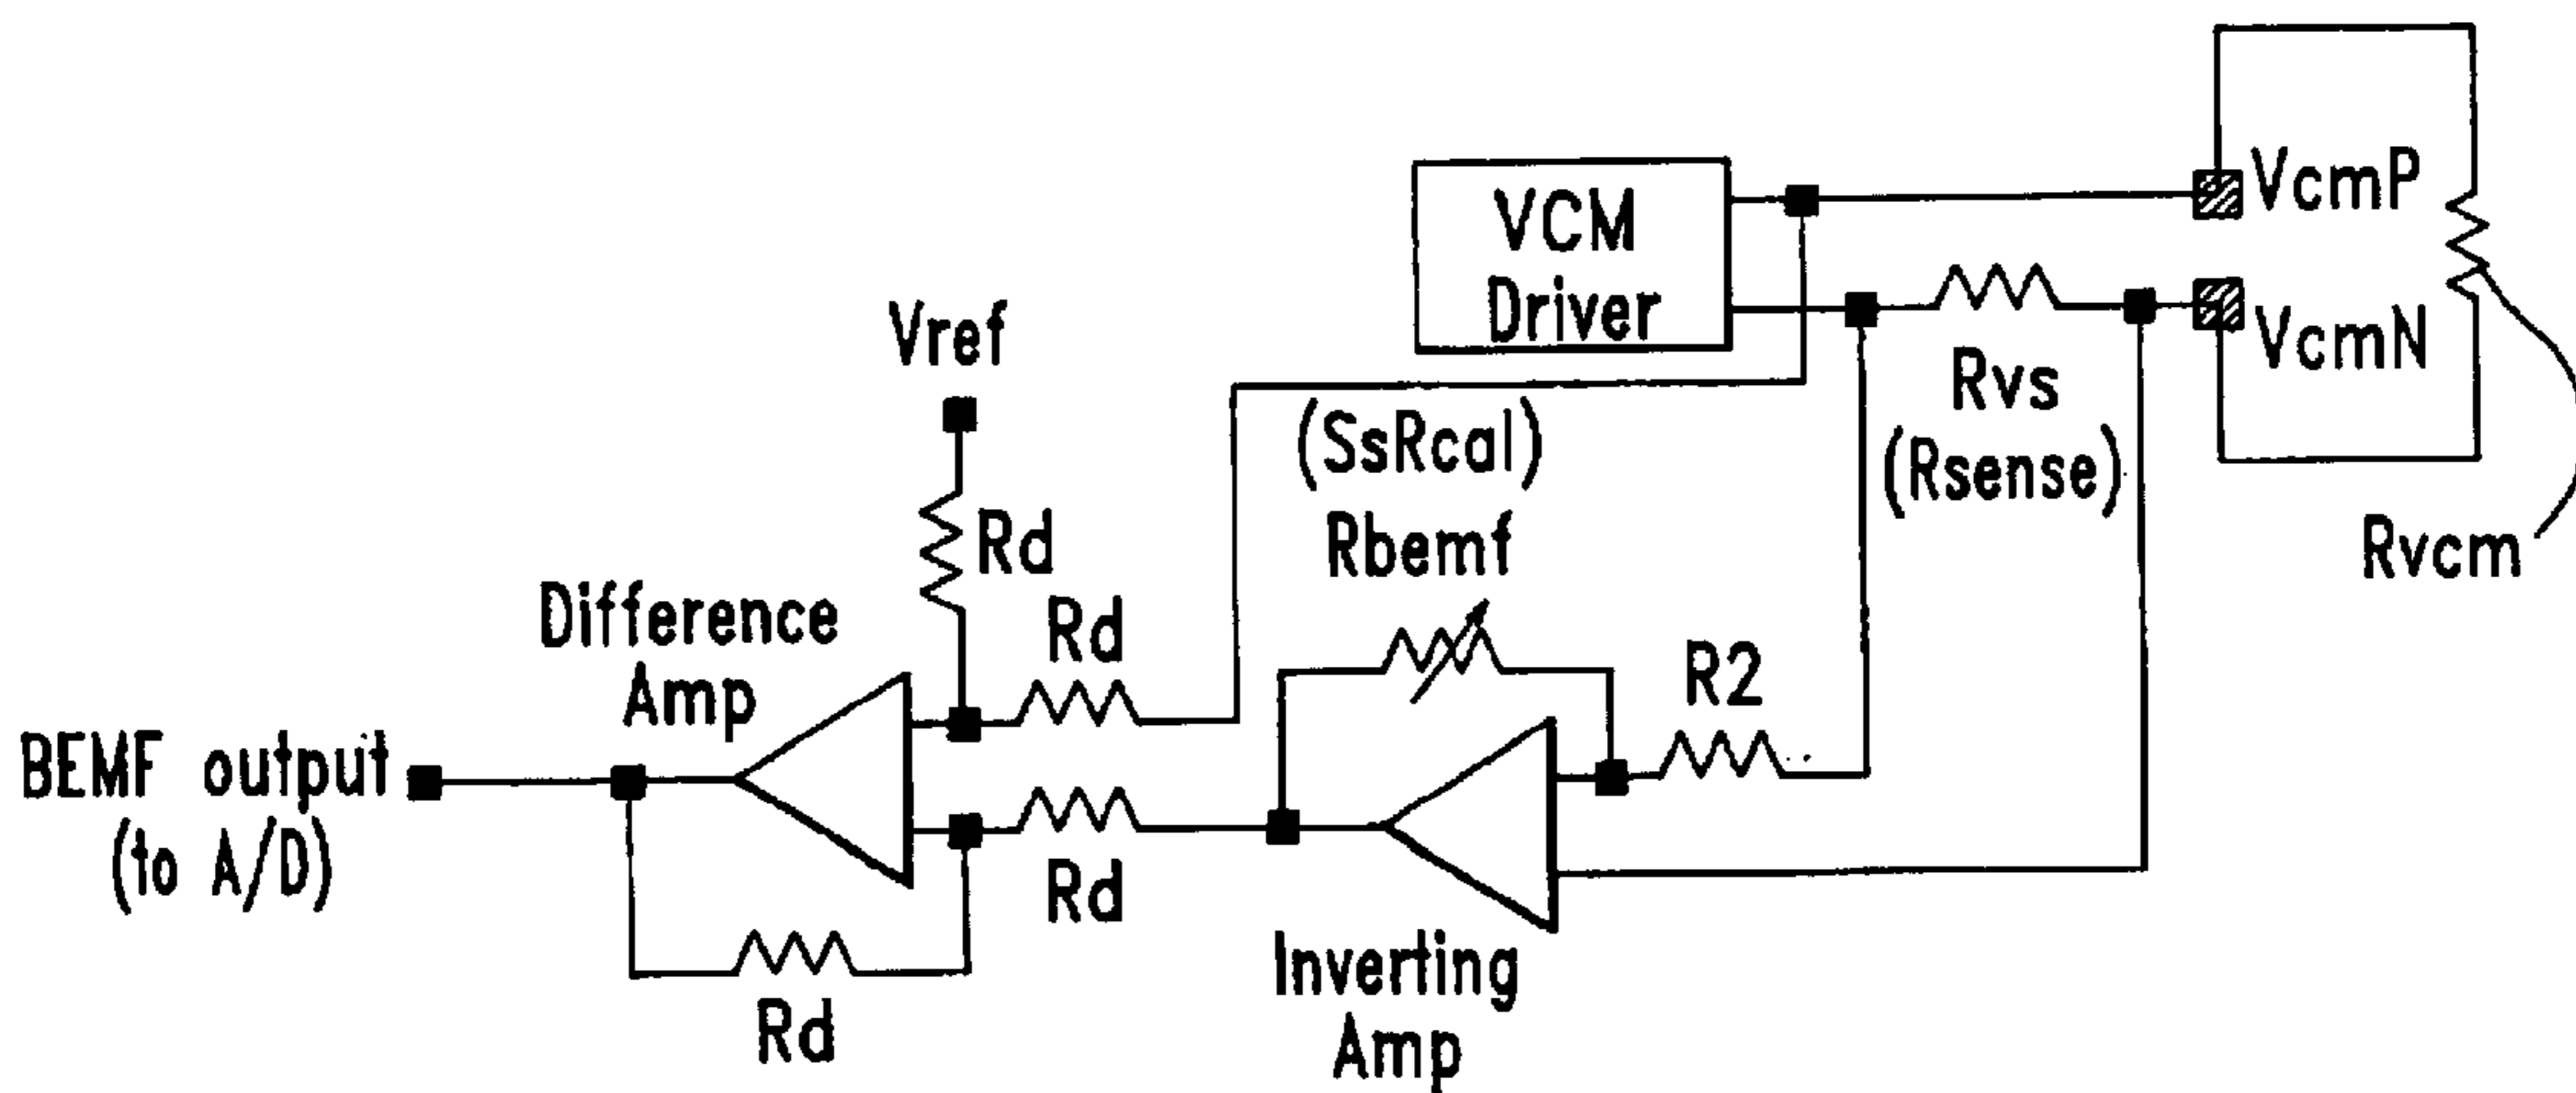 VcmP
VCM
Driver
VcmN
Vref
Rvs
(Rsense)
(SsRcal)
Rbemf
Rvcm
Rd
Difference
Amp
Rd
R2
BEMF output
(to A/D)
Rd
Inverting
Amp
Rd